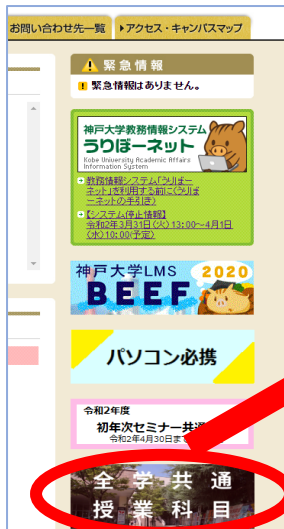 お問い合わせ先一覧 アクセス・キャンパスマップ
緊急情報
緊急情報はありません。
神戸大学教務情報システム
うりぼーネット
Kobe University Academic Affairs
Information System
教務情報システム「うりぼー
ネット」を利用する前に（うりぼ
ーネットの手引き）
【システム停止情報】
令和2年3月31日（火）13:00～4月1日
（水）10:00（予定）
神戸大学LMS 2020
BEEF
パソコン必携
令和2年度
初年次セミナー共通
令和2年4月30日ま
全学共通
授業科目